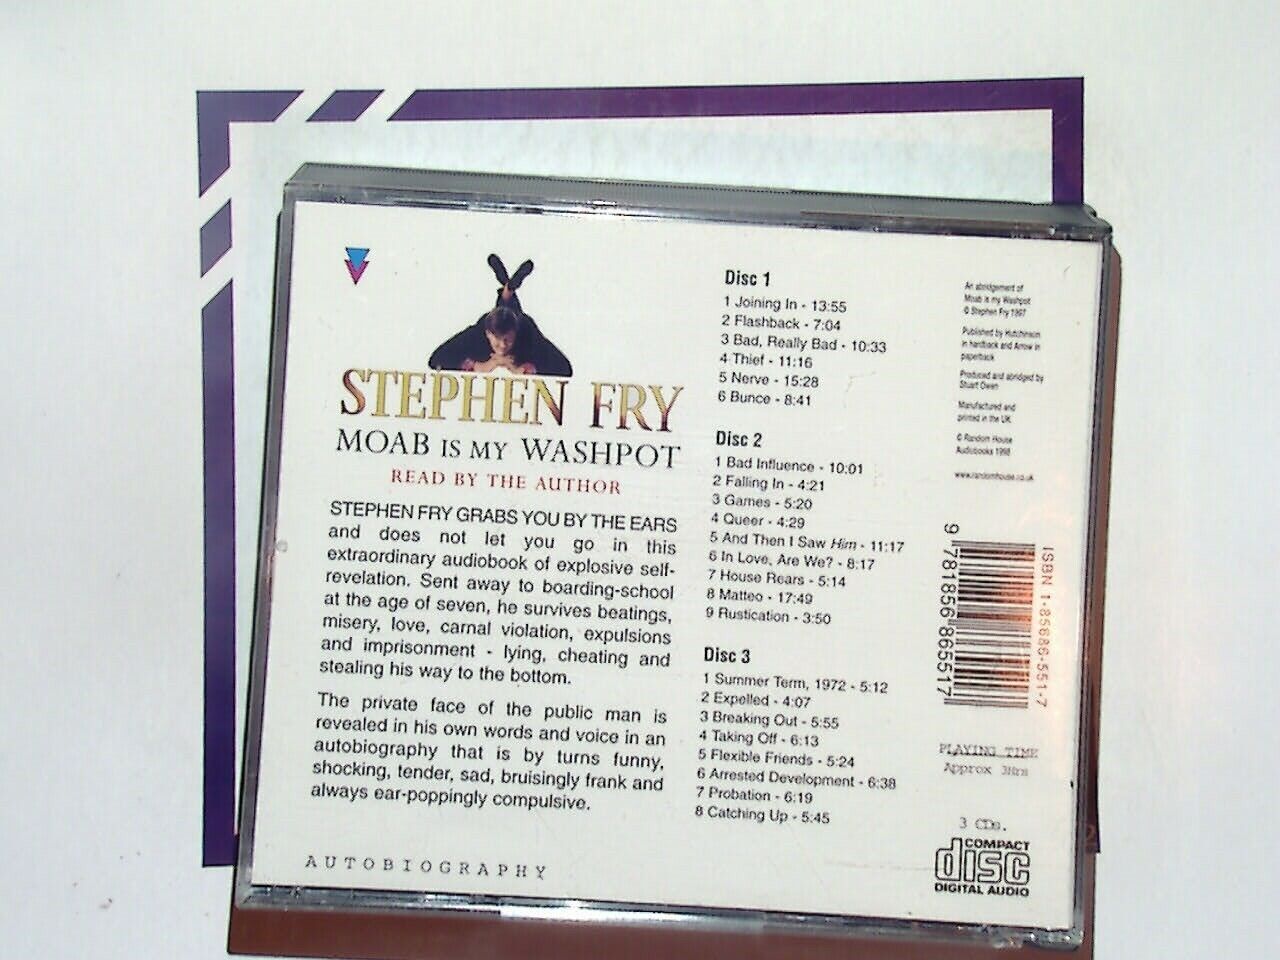 STEPHEN FRY
MOAB IS MY WASHPOT
READ BY THE AUTHOR
STEPHEN FRY GRABS YOU BY THE EARS
and does not let you go in this
extraordinary audiobook of explosive self-
revelation. Sent away to boarding-school
at the age of seven, he survives beatings,
misery, love, carnal violation, expulsions
and imprisonment - lying, cheating and
stealing his way to the bottom.
The private face of the public man is
revealed in his own words and voice in an
autobiography that is by turns funny,
shocking, tender, sad, bruisingly frank and
always ear-poppingly compulsive.
AUTOBIOGRAPHY
Disc 1
1 Joining In - 13:55
2 Flashback - 7:04
3 Bad, Really Bad - 10:33
4 Thief - 11:16
5 Nerve - 15:28
6 Bunce - 8:41
Disc 2
1 Bad Influence - 10:01
2 Falling In - 4:21
3 Games - 5:20
4 Queer - 4:29
5 And Then I Saw Him - 11:17
6 In Love, Are We? - 8:17
7 House Rears - 5:14
8 Matteo - 17:49
9 Rustication - 3:50
Disc 3
1 Summer Term, 1972 - 5:12
2 Expelled - 4:07
3 Breaking Out - 5:55
4 Taking Off - 6:13
5 Flexible Friends - 5:24
6 Arrested Development - 6:38
7 Probation - 6:19
8 Catching Up - 5:45
An abridgement of
Moab is my Washpot
© Stephen Fry 1997
Published by Hutchinson
in hardback and Arrow in
paperback
Produced and abridged by
Stuart Owen
Manufactured and
printed in the UK
© Random House
Audiobooks 1998
www.randomhouse.co.uk
ISBN 1-85686-551-7
9 781856 865517
PLAYING TIME
Approx 3Hrs
3 CDs.
COMPACT
disc
DIGITAL AUDIO
2